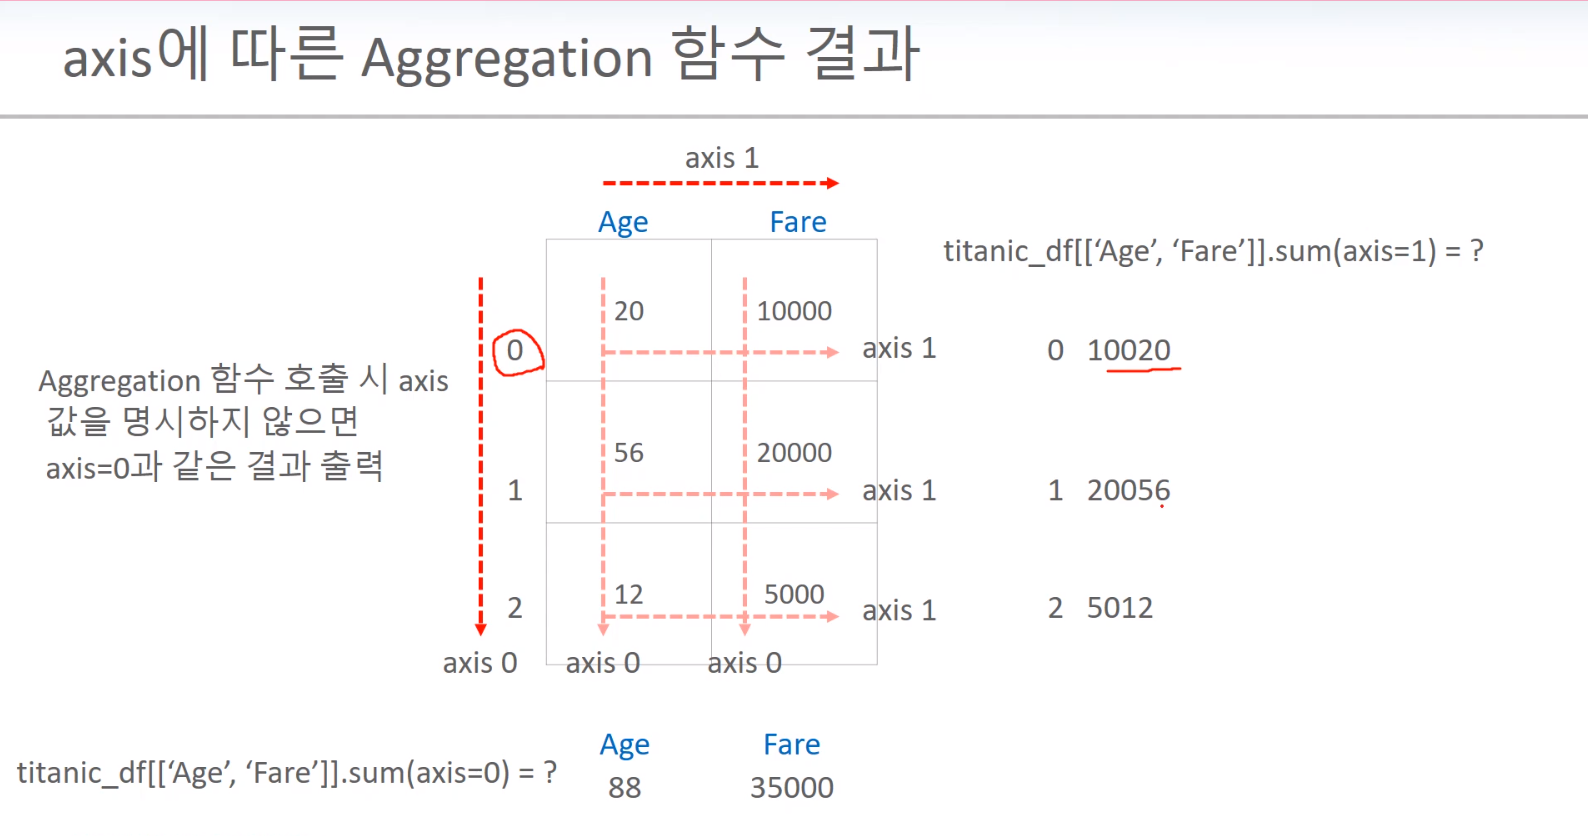 axis에 따른 Aggregation 함수 결과
axis 1
Age Fare
titanic_df[[‘Age’, ‘Fare’]].sum(axis=1) = ?
20 10000
0 axis 1 0 10020
Aggregation 함수 호출 시 axis
값을 명시하지 않으면
axis=0과 같은 결과 출력
56 20000
1 axis 1 1 20056
12 5000
2 axis 1 2 5012
axis 0 axis 0 axis 0
Age Fare
titanic_df[[‘Age’, ‘Fare’]].sum(axis=0) = ?
88 35000